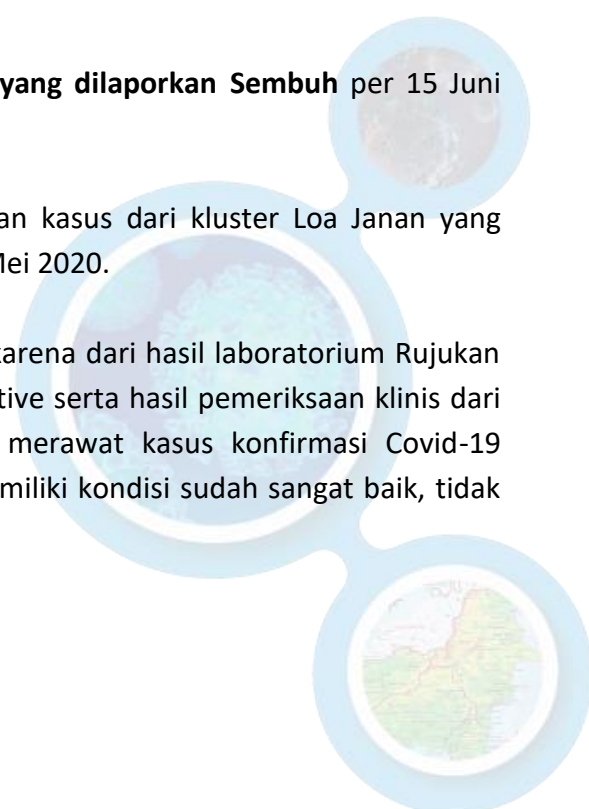 yang dilaporkan Sembuh per 15 Juni
an kasus dari kluster Loa Janan yang
Mei 2020.
karena dari hasil laboratorium Rujukan
tive serta hasil pemeriksaan klinis dari
merawat kasus konfirmasi Covid-19
miliki kondisi sudah sangat baik, tidak